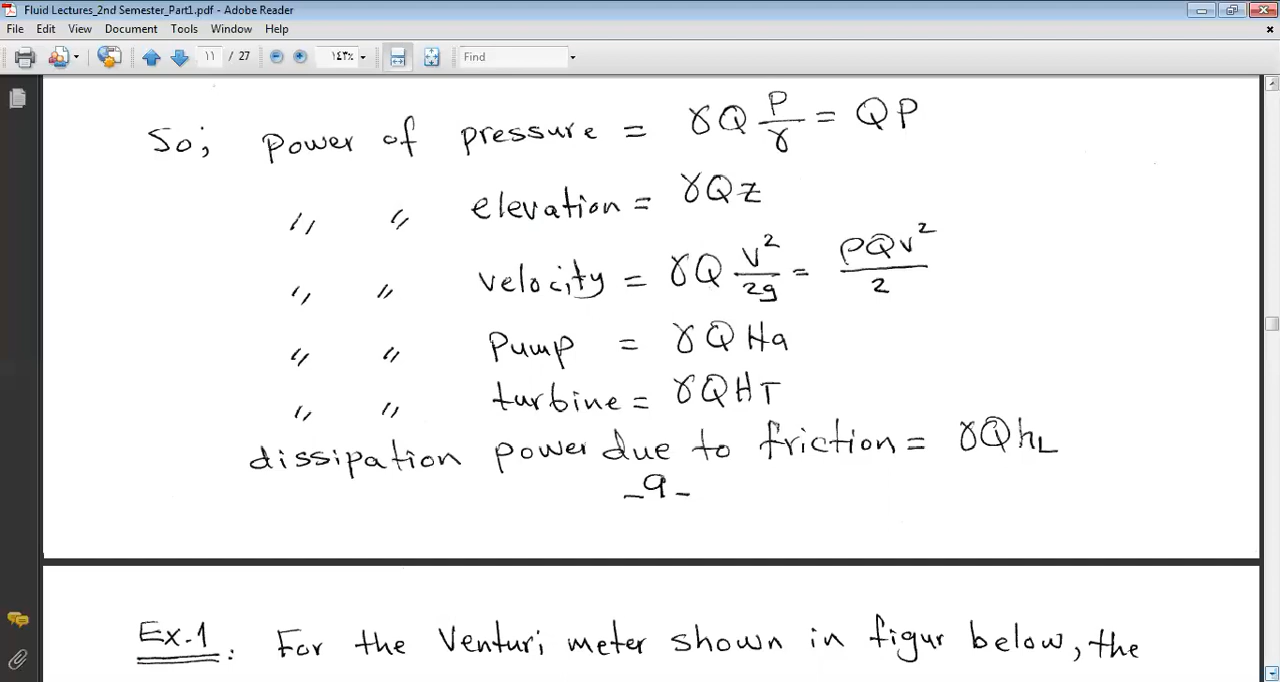 Fluid Lectures_2nd Semester_Part1.pdf - Adobe Reader
File Edit View Document Tools Window Help
١١ / 27 ١٤٣% Find
So; Power of pressure = γQ P/γ = QP
〃 〃 elevation = γQz
〃 〃 velocity = γQ v²/2g = ρQv²/2
〃 〃 Pump = γQHa
〃 〃 turbine = γQHT
dissipation power due to friction = γQhL
-9-
Ex.1: For the Venturi meter shown in figur below, the